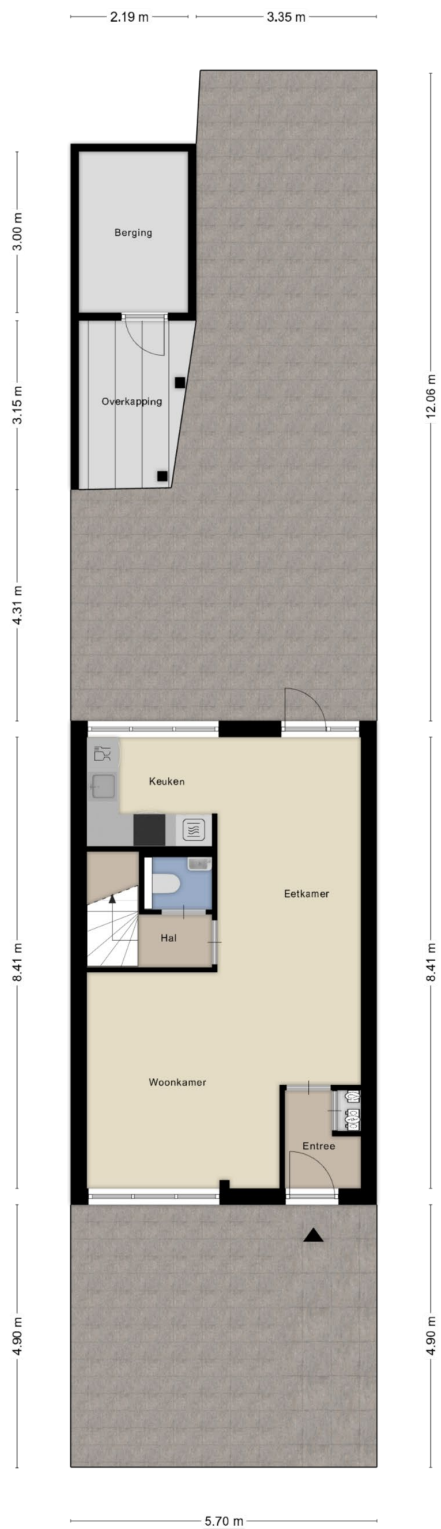 2.19 m
3.35 m
3.00 m
Berging
12.06 m
3.15 m
Overkapping
4.31 m
Keuken
Eetkamer
Hal
8.41 m
8.41 m
Woonkamer
Entree
4.90 m
4.90 m
5.70 m